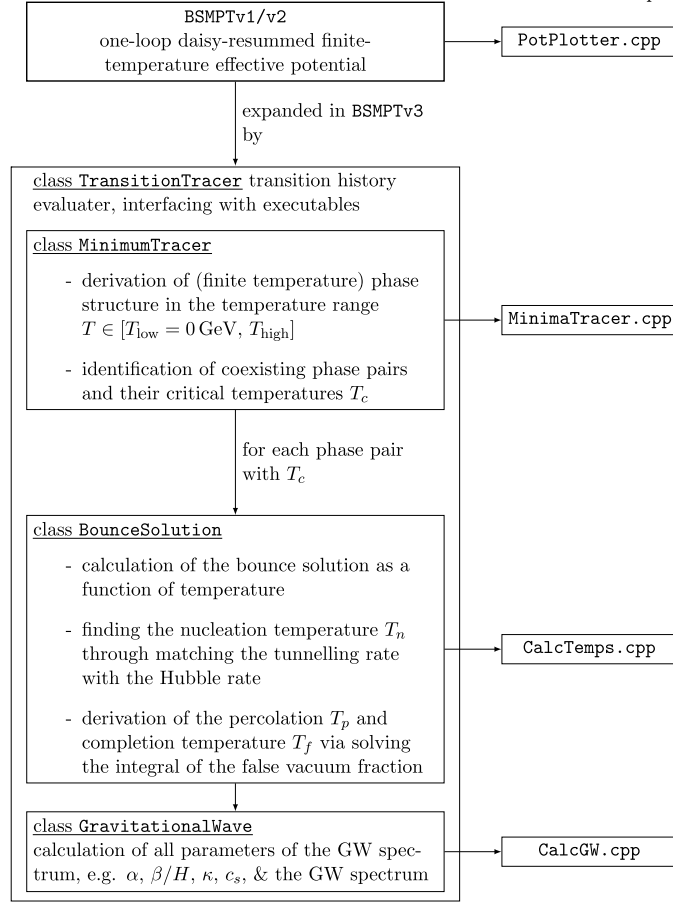 BSMPTv1/v2
one-loop daisy-resummed finite-
temperature effective potential
PotPlotter.cpp
expanded in BSMPTv3
by
class TransitionTracer transition history
evaluater, interfacing with executables
class MinimumTracer
- derivation of (finite temperature) phase
structure in the temperature range
T ∈ [T_low = 0 GeV, T_high]
- identification of coexisting phase pairs
and their critical temperatures T_c
MinimaTracer.cpp
for each phase pair
with T_c
class BounceSolution
- calculation of the bounce solution as a
function of temperature
- finding the nucleation temperature T_n
through matching the tunnelling rate
with the Hubble rate
- derivation of the percolation T_p and
completion temperature T_f via solving
the integral of the false vacuum fraction
CalcTemps.cpp
class GravitationalWave
calculation of all parameters of the GW spec-
trum, e.g. α, β/H, κ, c_s, & the GW spectrum
CalcGW.cpp